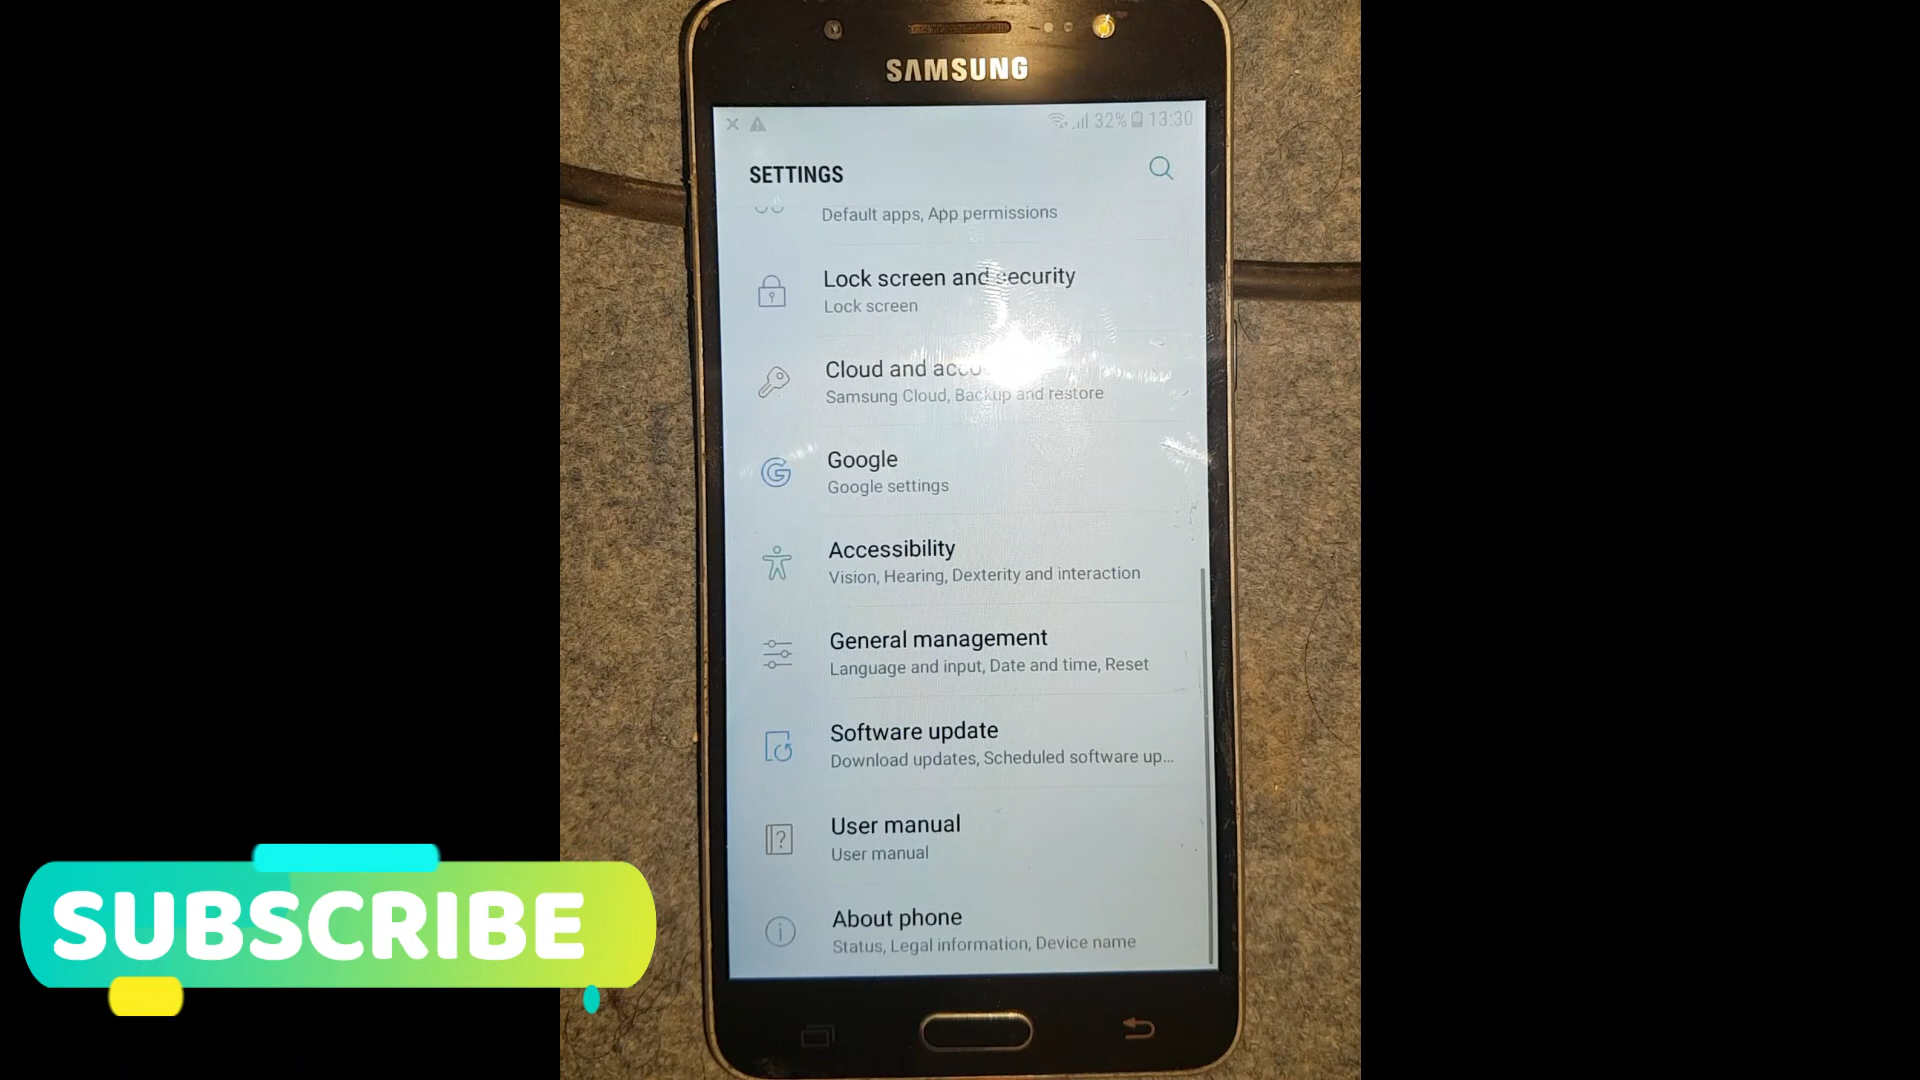 SAMSUNG
32% 13:30
SETTINGS
Default apps, App permissions
Lock screen and security
Lock screen
Cloud and
Samsung Cloud, Backup and restore
Google
Google settings
Accessibility
Vision, Hearing, Dexterity and interaction
General management
Language and input, Date and time, Reset
Software update
Download updates, Scheduled software up...
User manual
User manual
About phone
Status, Legal information, Device name
SUBSCRIBE